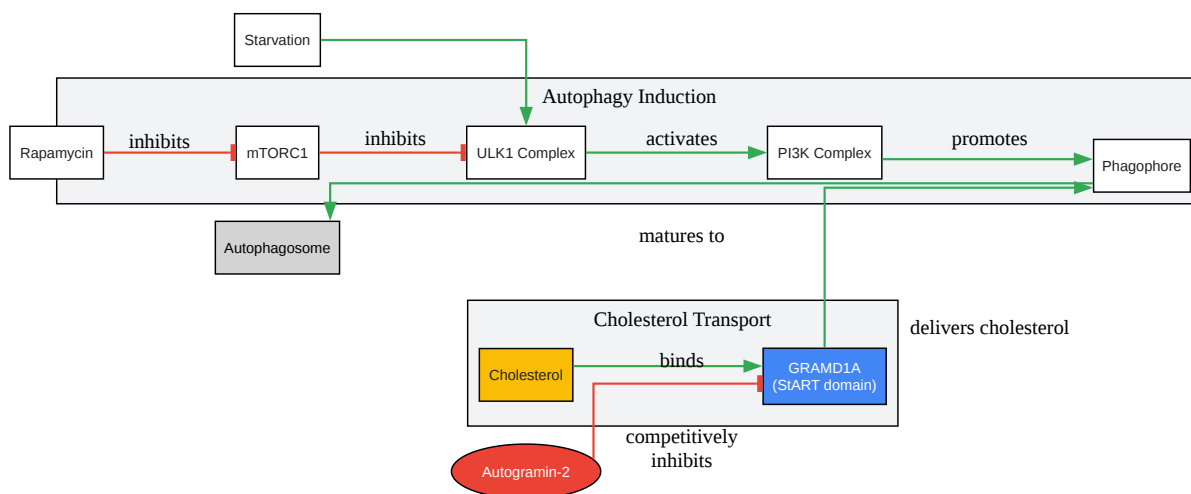 Starvation
Autophagy Induction
Rapamycin
inhibits
mTORC1
inhibits
ULK1 Complex
activates
PI3K Complex
promotes
Phagophore
Autophagosome
matures to
Cholesterol Transport
delivers cholesterol
Cholesterol
binds
GRAMD1A
(StART domain)
competitively
inhibits
Autogramin-2